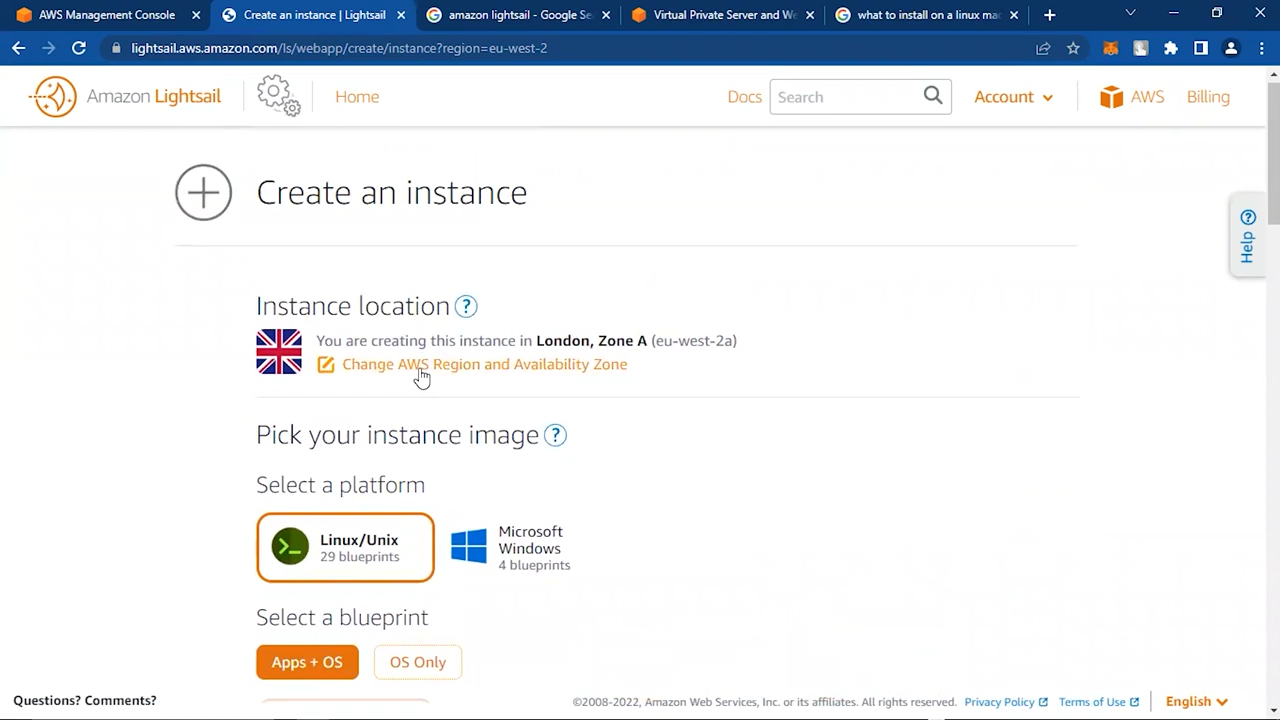 AWS Management Console
Create an instance | Lightsail
amazon lightsail - Google Se
Virtual Private Server and We
what to install on a linux mac
lightsail.aws.amazon.com/ls/webapp/create/instance?region=eu-west-2
Amazon Lightsail
Home
Docs
Search
Account
AWS
Billing
Create an instance
Help
Instance location
You are creating this instance in London, Zone A (eu-west-2a)
Change AWS Region and Availability Zone
Pick your instance image
Select a platform
Linux/Unix
29 blueprints
Microsoft
Windows
4 blueprints
Select a blueprint
Apps + OS
OS Only
Questions? Comments?
©2008-2022, Amazon Web Services, Inc. or its affiliates. All rights reserved.
Privacy Policy
Terms of Use
English